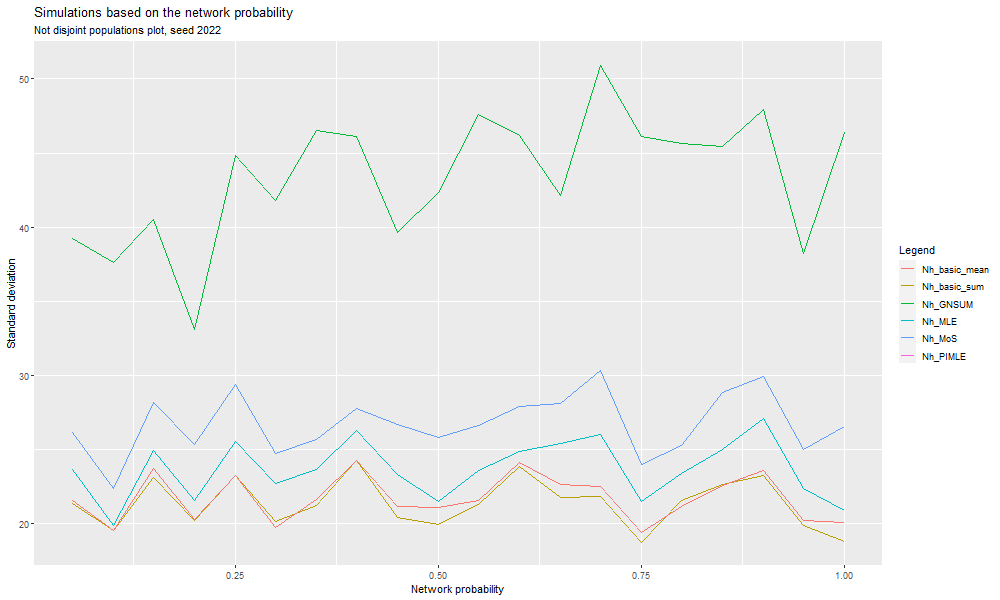 Simulations based on the network probability
Not disjoint populations plot, seed 2022
50
40
30
20
Standard deviation
0.25
0.50
0.75
1.00
Network probability
Legend
Nh_basic_mean
Nh_basic_sum
Nh_GNSUM
Nh_MLE
Nh_MoS
Nh_PIMLE